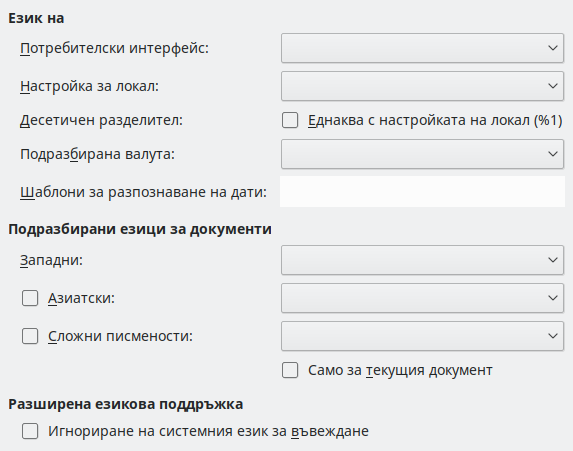 Език на
Потребителски интерфейс:
Настройка за локал:
Десетичен разделител: Еднаква с настройката на локал (%1)
Подразбирана валута:
Шаблони за разпознаване на дати:
Подразбирани езици за документи
Западни:
Азиатски:
Сложни писмености:
Само за текущия документ
Разширена езикова поддръжка
Игнориране на системния език за въвеждане